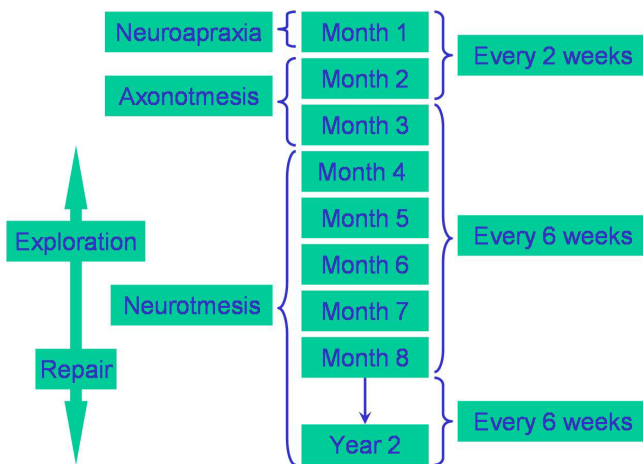 Neuroapraxia
Month 1
Every 2 weeks
Month 2
Axonotmesis
Month 3
Month 4
Exploration
Month 5
Every 6 weeks
Month 6
Neurotmesis
Month 7
Repair
Month 8
Every 6 weeks
Year 2